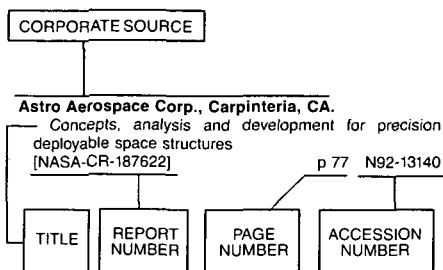 CORPORATE SOURCE
Astro Aerospace Corp., Carpinteria, CA.
Concepts, analysis and development for precision
deployable space structures
[NASA-CR-187622] p 77 N92-13140
TITLE REPORT NUMBER PAGE NUMBER ACCESSION NUMBER